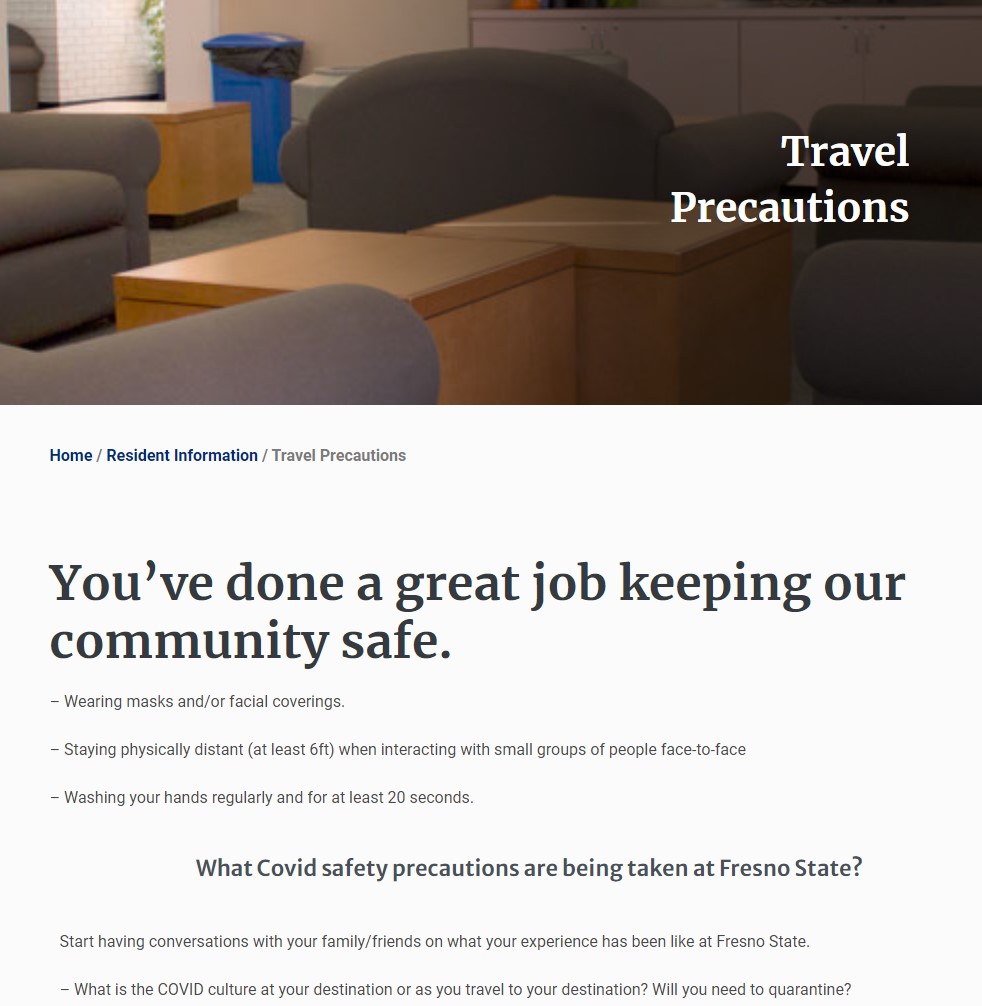 Travel
Precautions
Home / Resident Information / Travel Precautions
You’ve done a great job keeping our
community safe.
– Wearing masks and/or facial coverings.
– Staying physically distant (at least 6ft) when interacting with small groups of people face-to-face
– Washing your hands regularly and for at least 20 seconds.
What Covid safety precautions are being taken at Fresno State?
Start having conversations with your family/friends on what your experience has been like at Fresno State.
– What is the COVID culture at your destination or as you travel to your destination? Will you need to quarantine?